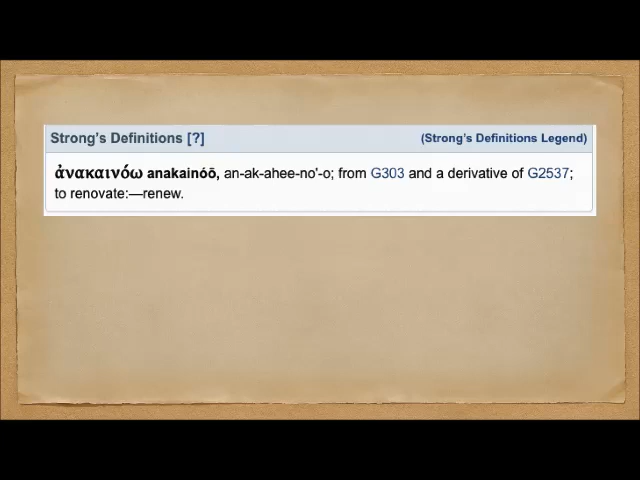 Strong's Definitions [?]
(Strong's Definitions Legend)
ἀνακαινόω anakainóō, an-ak-ahee-no'-o; from G303 and a derivative of G2537;
to renovate:—renew.